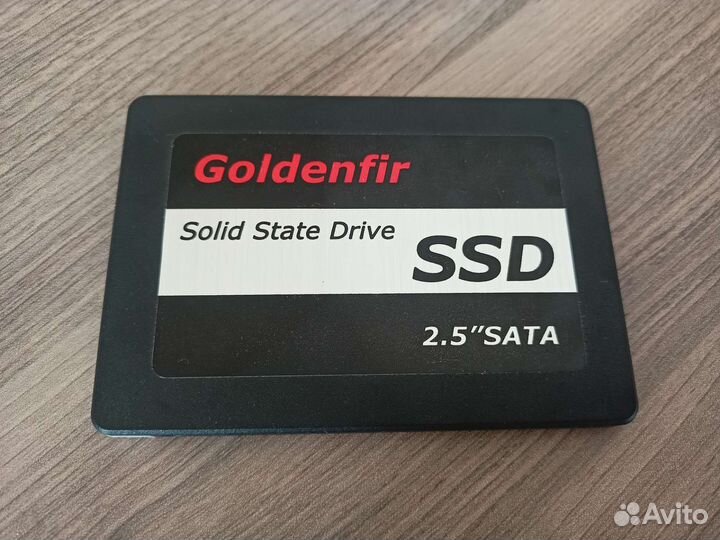 Goldenfir
Solid State Drive
SSD
2.5"SATA
Avito